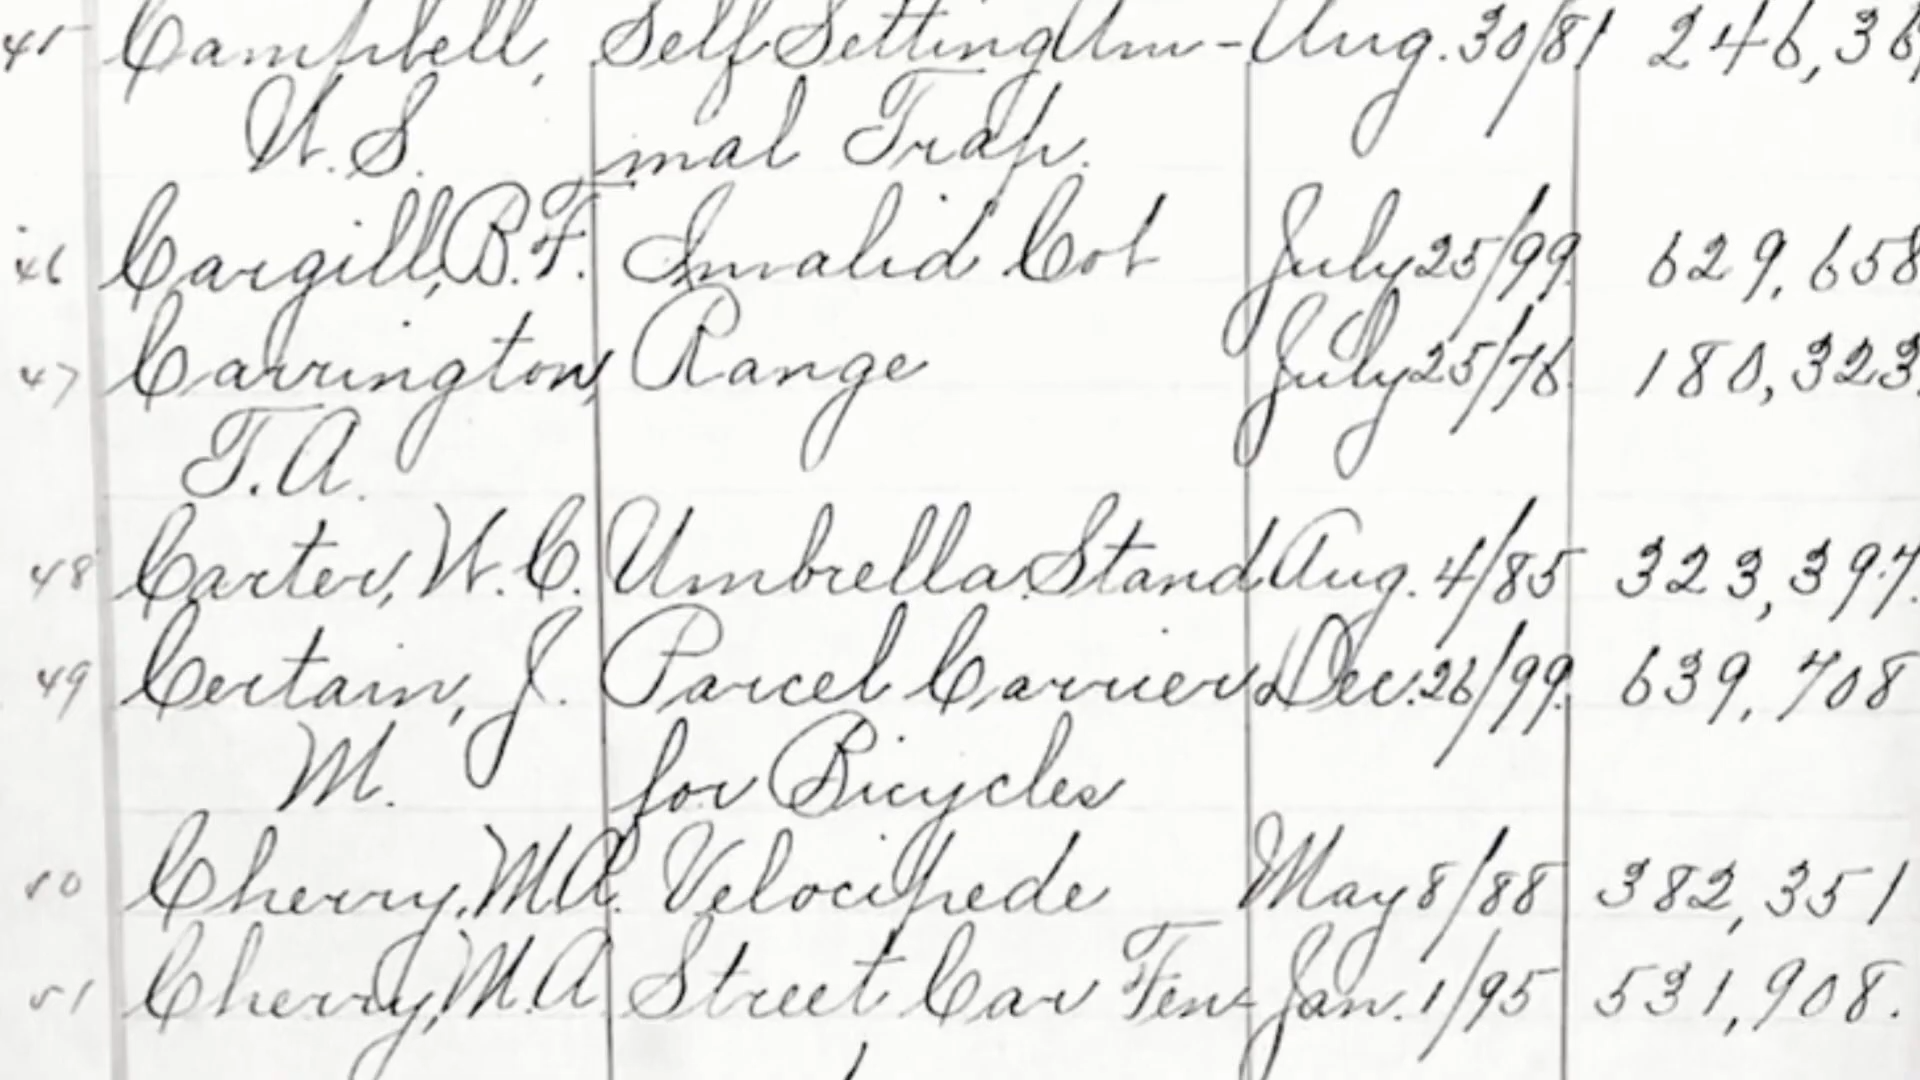 45 Campbell, Self Setting Ani- Aug. 30/81 246,36
W. S. mal Trap.
46 Cargill, B. F. Invalid Cot July 25/99. 629,658
47 Carrington, Range July 25/76. 180,323.
T. A.
48 Carter, W. C. Umbrella Stand Aug. 4/85 323,397.
49 Certain, J. Parcel Carrier Dec. 26/99. 639,708
M. for Bicycles
50 Cherry, M.A. Velocipede May 8/88 382,351
51 Cherry, M. A. Street Car Fen- Jan. 1/95 531,908.